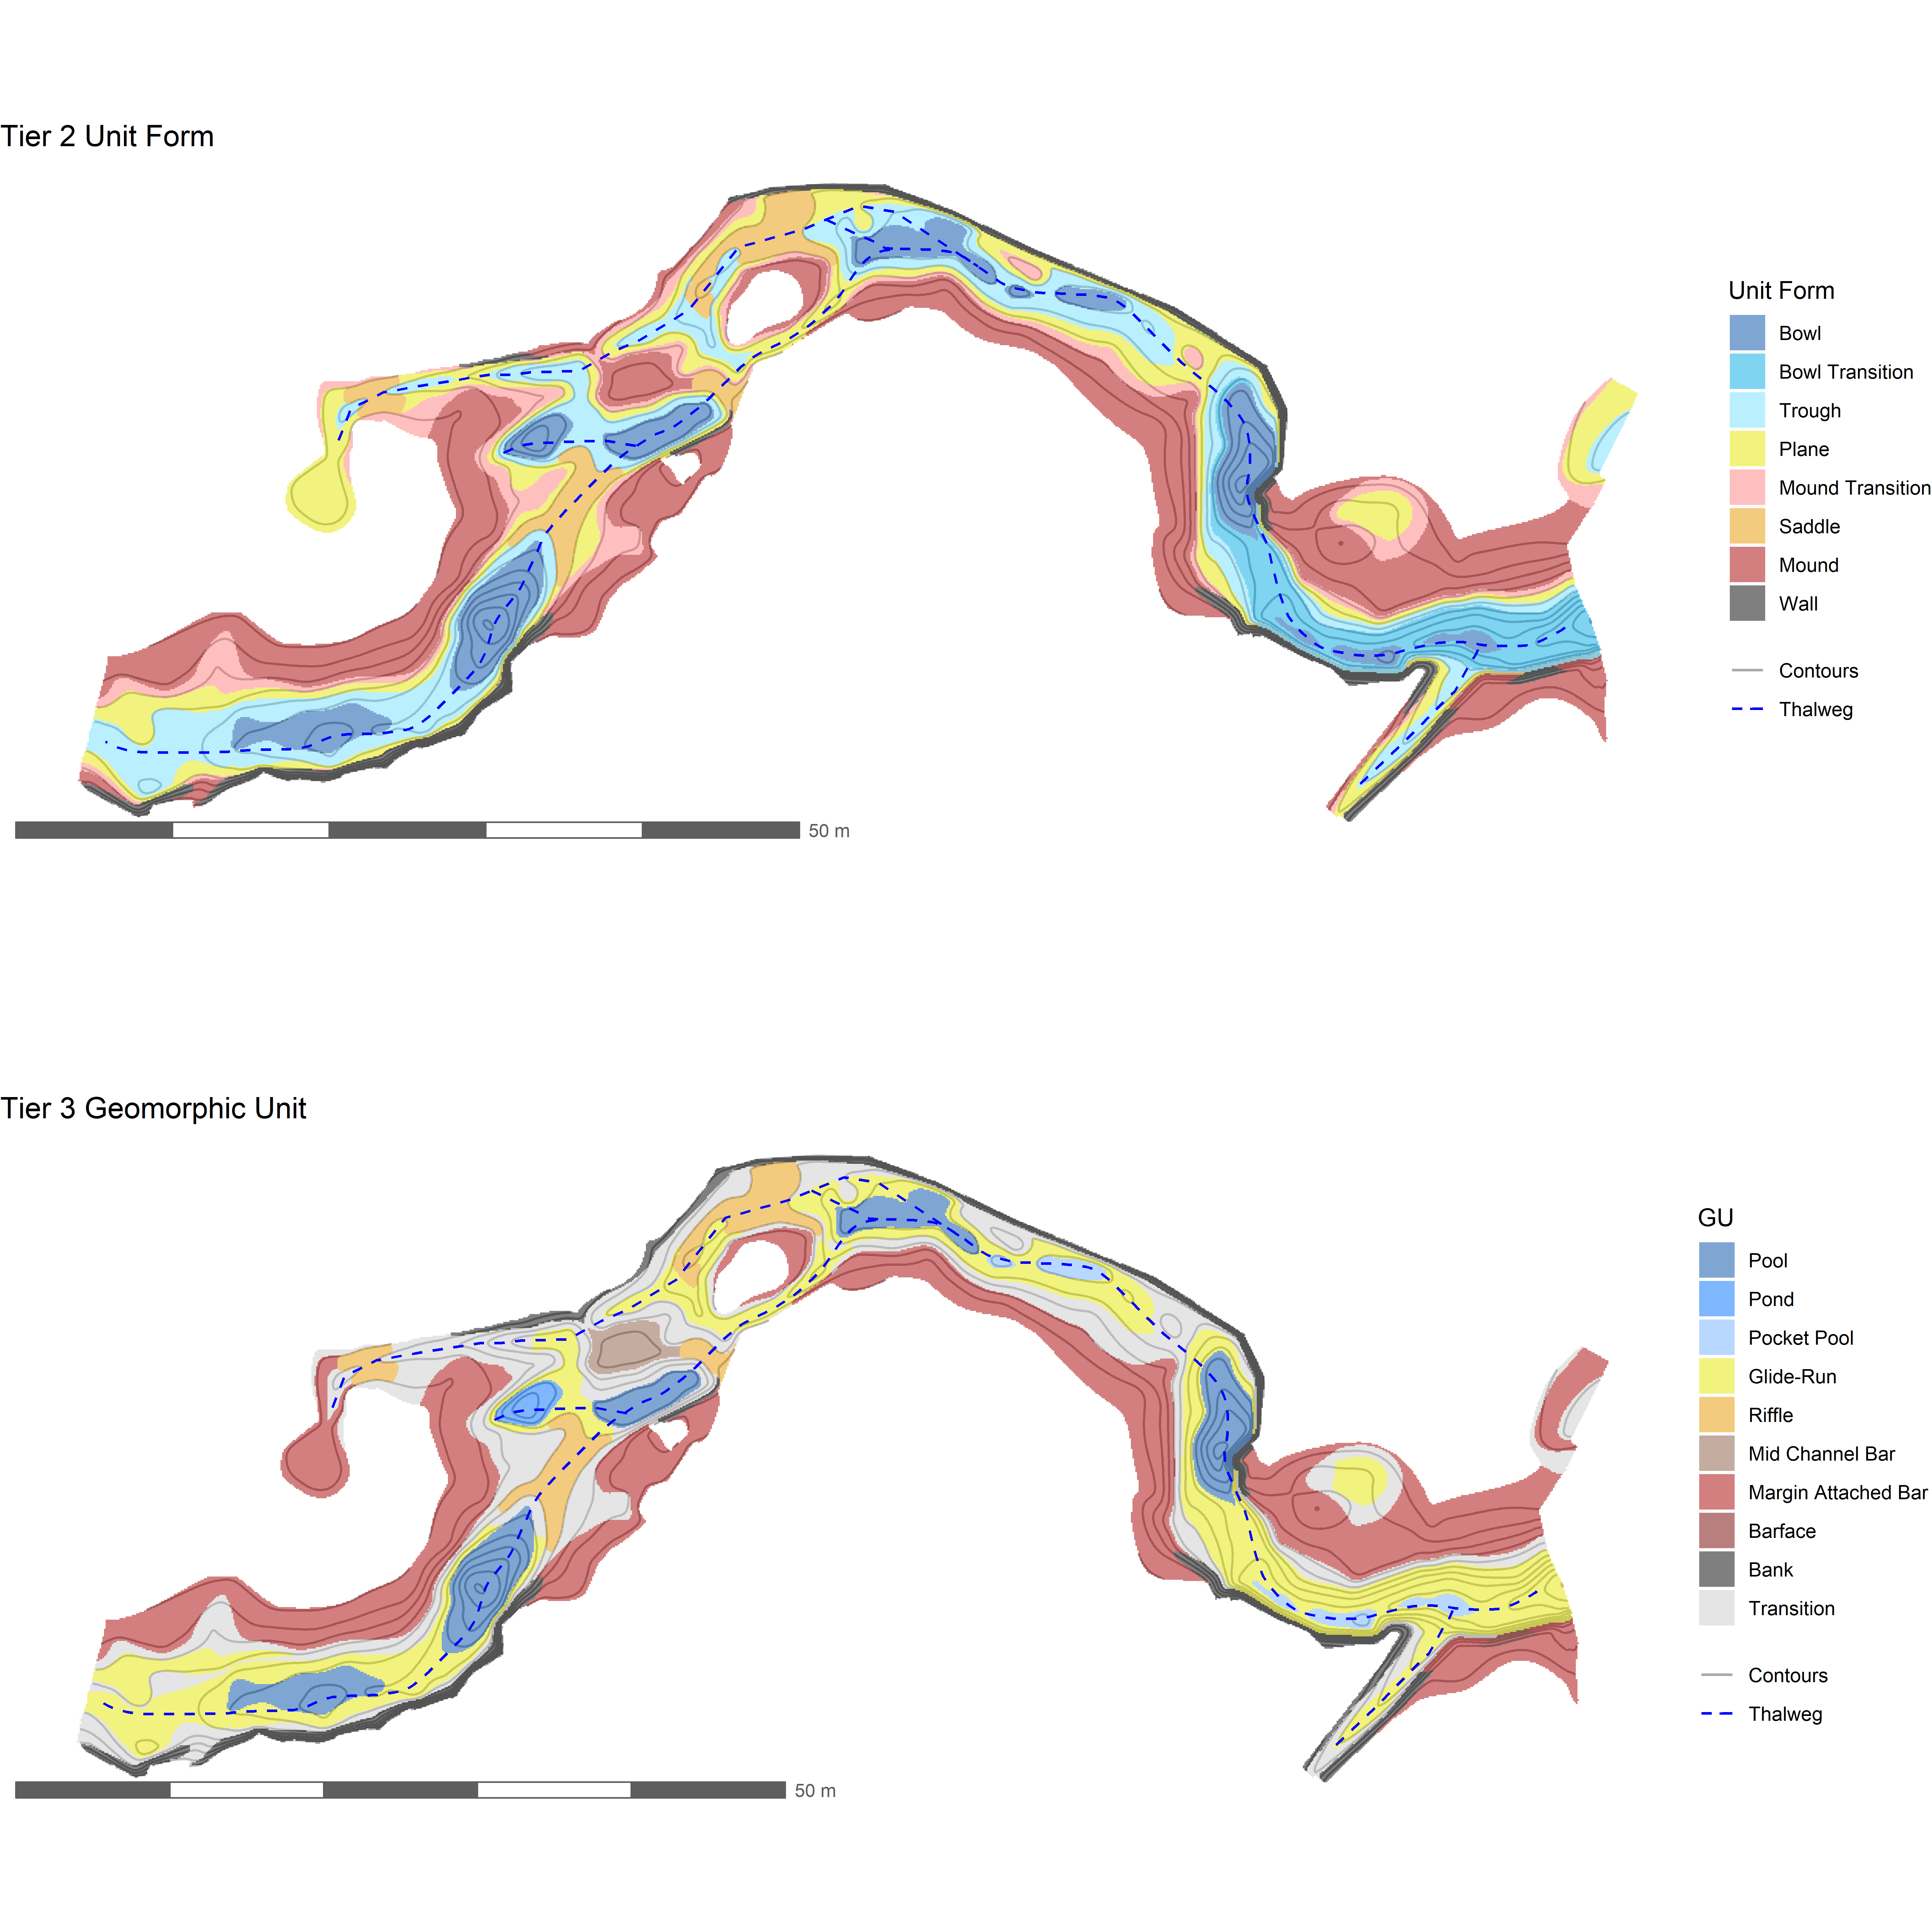 Tier 2 Unit Form
Unit Form
Bowl
Bowl Transition
Trough
Plane
Mound Transition
Saddle
Mound
Wall
Contours
Thalweg
50 m
Tier 3 Geomorphic Unit
GU
Pool
Pond
Pocket Pool
Glide-Run
Riffle
Mid Channel Bar
Margin Attached Bar
Barface
Bank
Transition
Contours
Thalweg
50 m